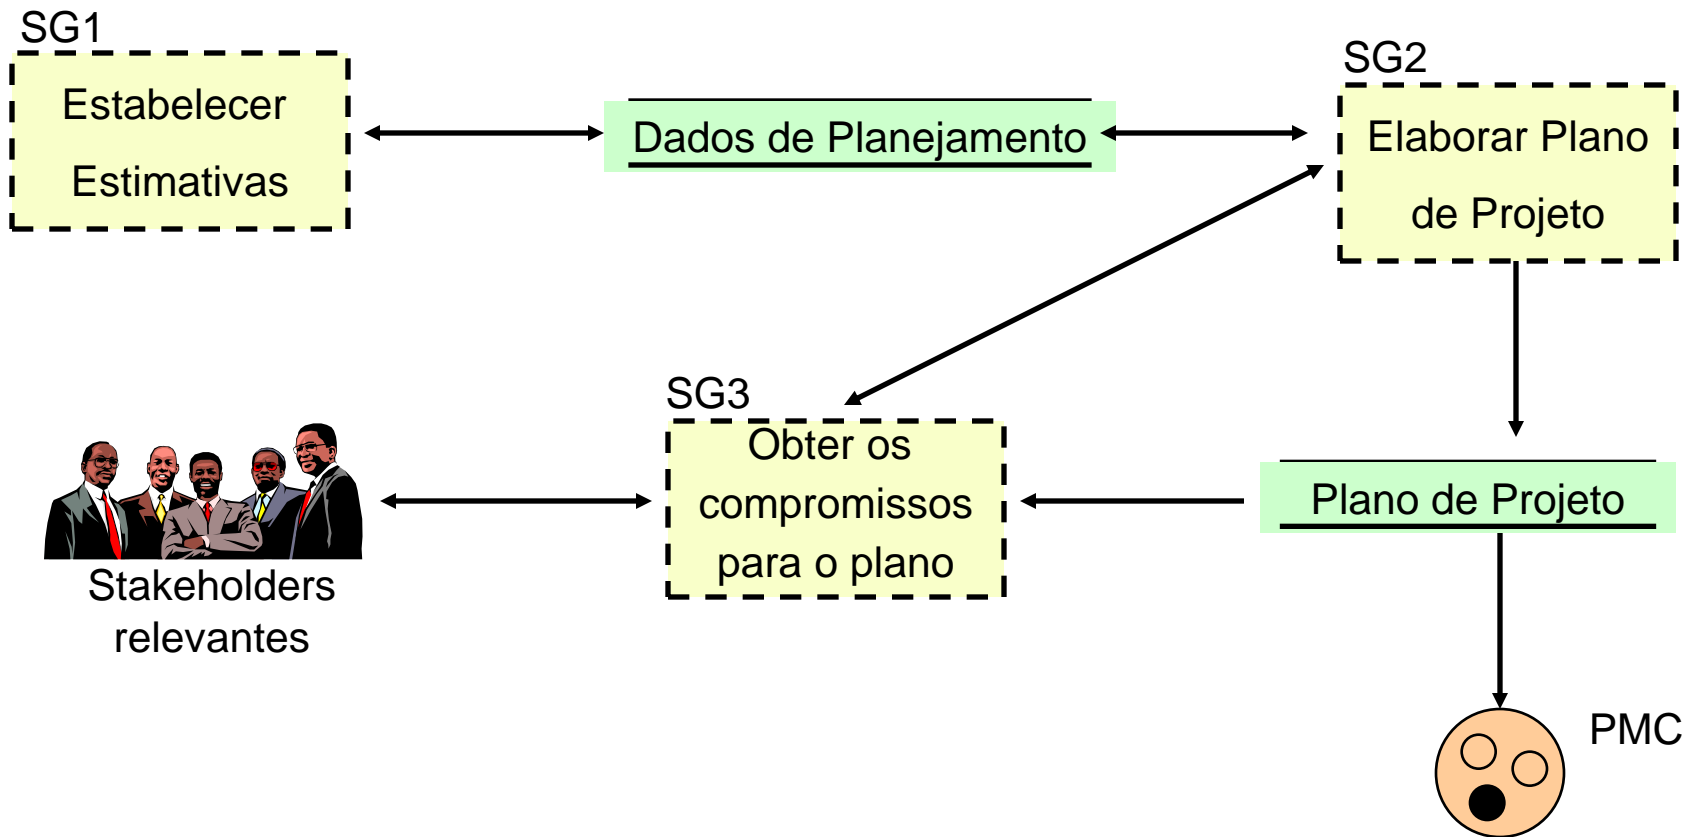 SG1
Estabelecer
Estimativas
Dados de Planejamento
SG2
Elaborar Plano
de Projeto
SG3
Obter os
compromissos
para o plano
Plano de Projeto
Stakeholders
relevantes
PMC